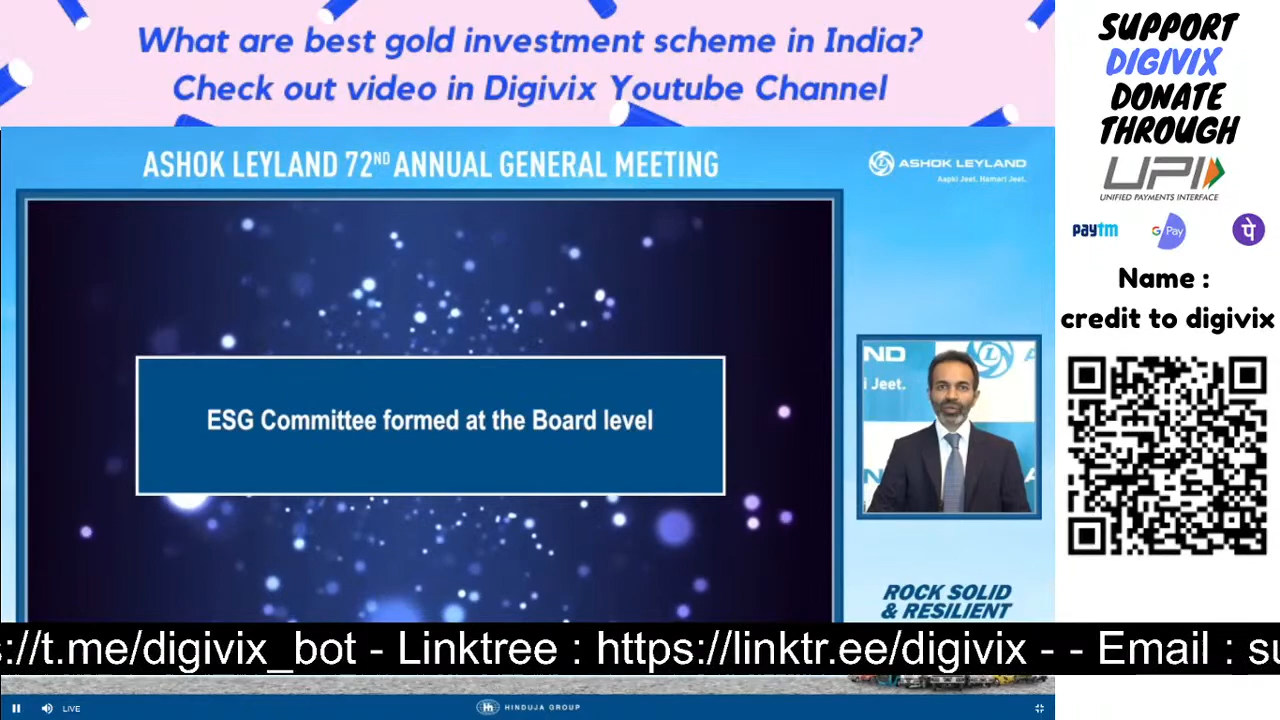 What are best gold investment scheme in India?
Check out video in Digivix Youtube Channel
ASHOK LEYLAND 72ND ANNUAL GENERAL MEETING
ASHOK LEYLAND
Aapki Jeet. Hamari Jeet.
ESG Committee formed at the Board level
ND
i Jeet.
ROCK SOLID
& RESILIENT
s://t.me/digivix_bot - Linktree : https://linktr.ee/digivix - - Email : su
LIVE
HINDUJA GROUP
SUPPORT
DIGIVIX
DONATE
THROUGH
UPI
UNIFIED PAYMENTS INTERFACE
paytm
G Pay
पे
Name :
credit to digivix